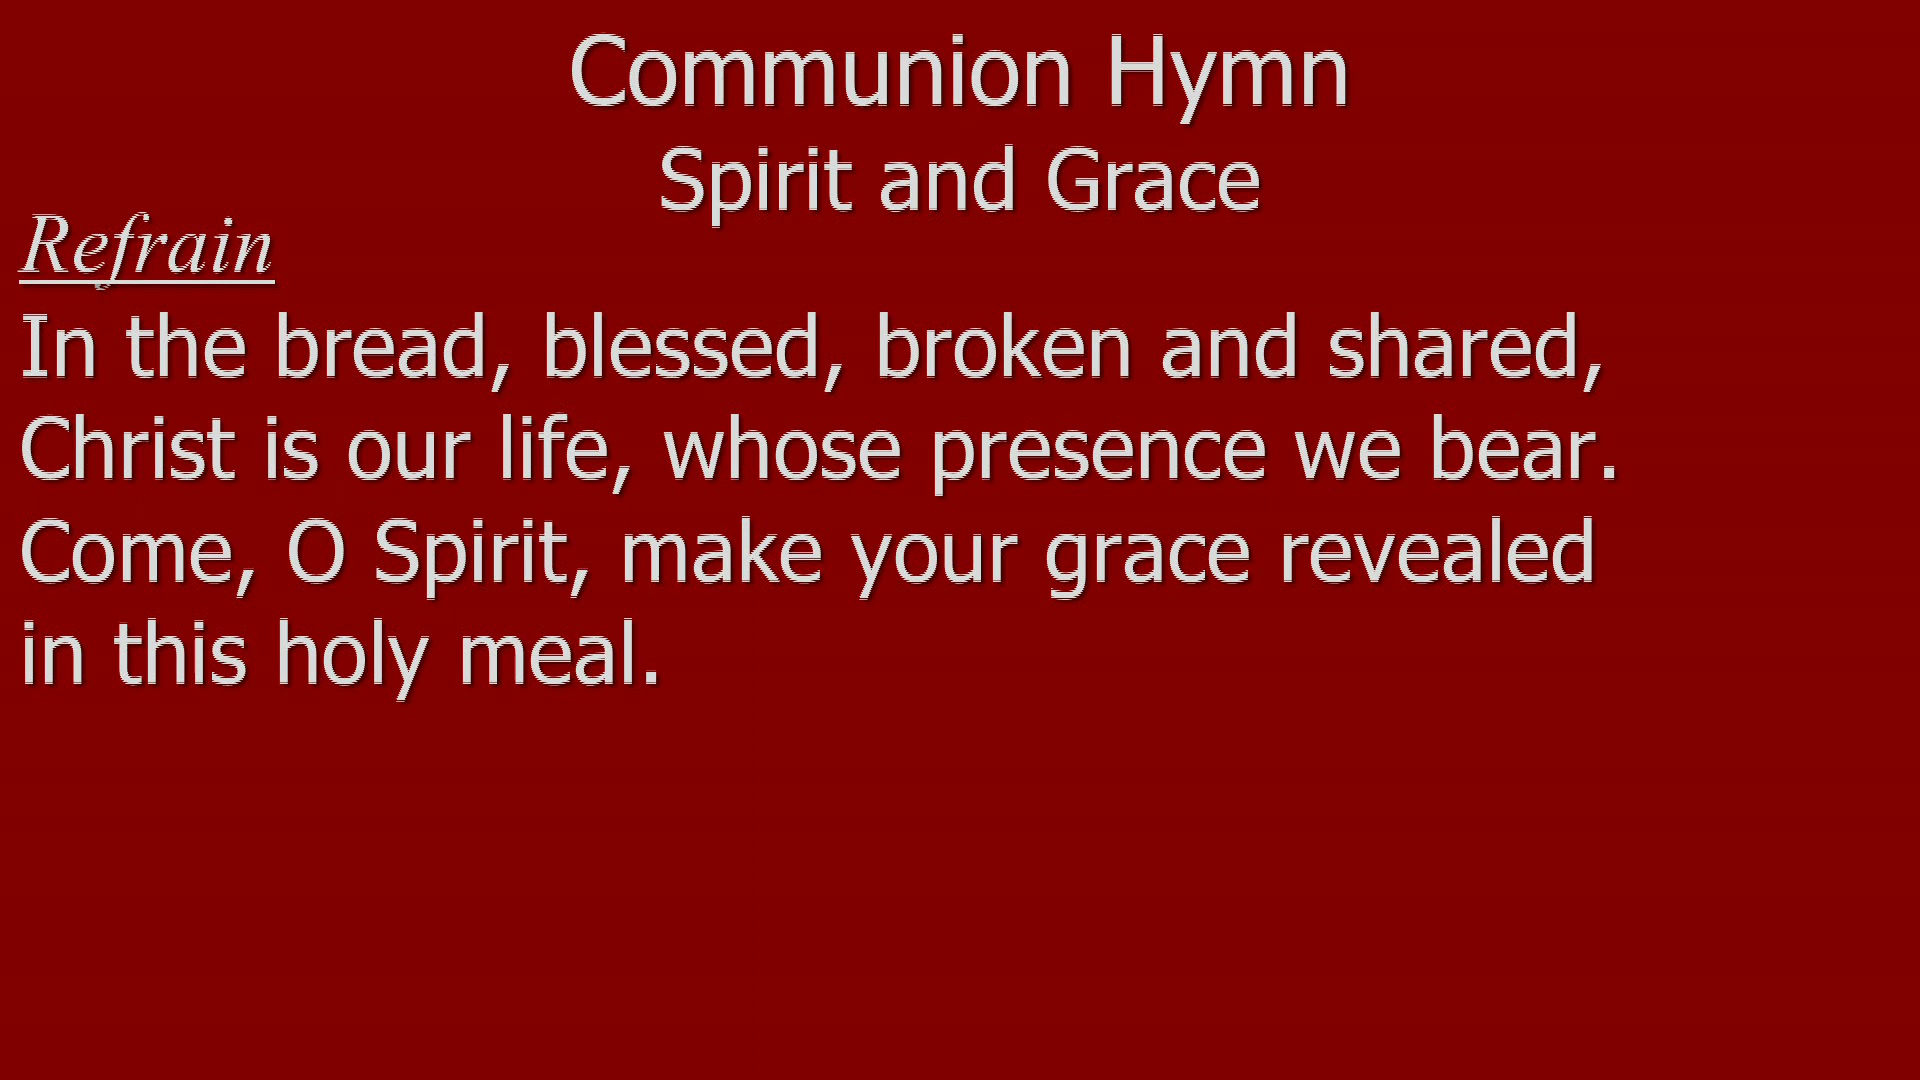 Communion Hymn
Spirit and Grace
Refrain
In the bread, blessed, broken and shared,
Christ is our life, whose presence we bear.
Come, O Spirit, make your grace revealed
in this holy meal.